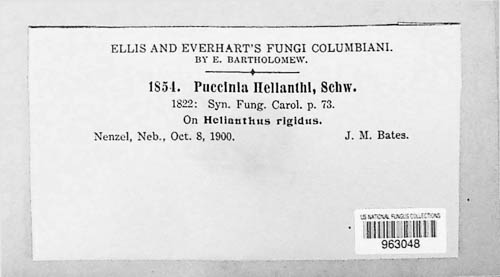 ELLIS AND EVERHART'S FUNGI COLUMBIANI.
BY E. BARTHOLOMEW.
1854. Puccinia Helianthi, Schw.
1822: Syn. Fung. Carol. p. 73.
On Helianthus rigidus.
Nenzel, Neb., Oct. 8, 1900. J. M. Bates.
US NATIONAL FUNGUS COLLECTIONS
963048